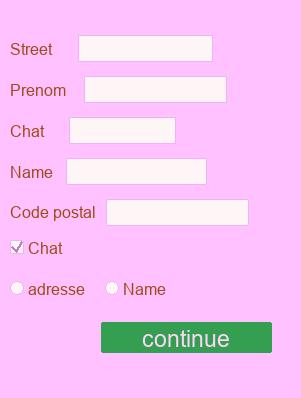 Street
Prenom
Chat
Name
Code postal
Chat
adresse Name
continue